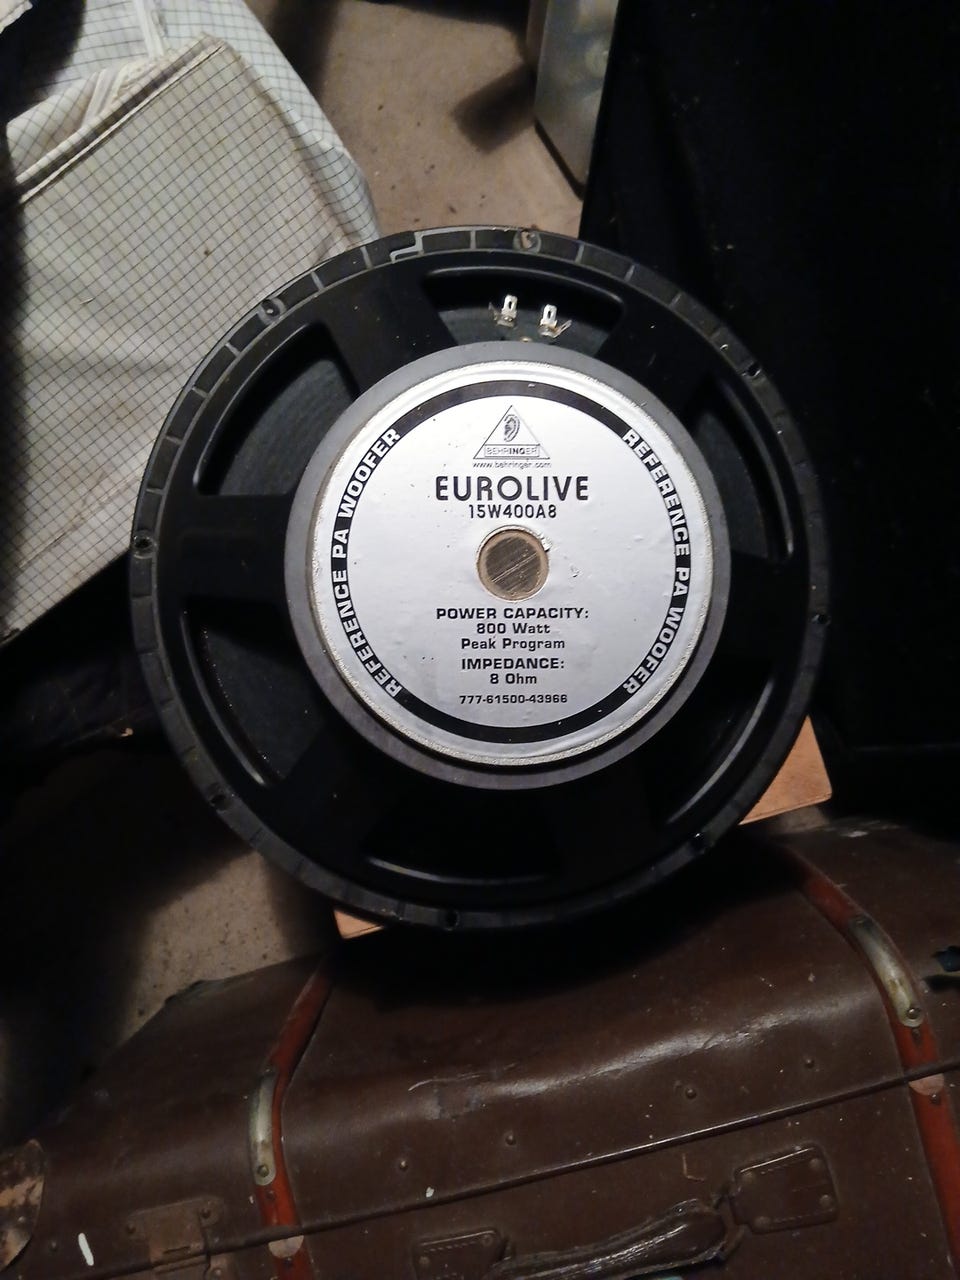 BEHRINGER
www.behringer.com
EUROLIVE
15W400A8
REFERENCE PA WOOFER
REFERENCE PA WOOFER
POWER CAPACITY:
800 Watt
Peak Program
IMPEDANCE:
8 Ohm
777-61500-43966